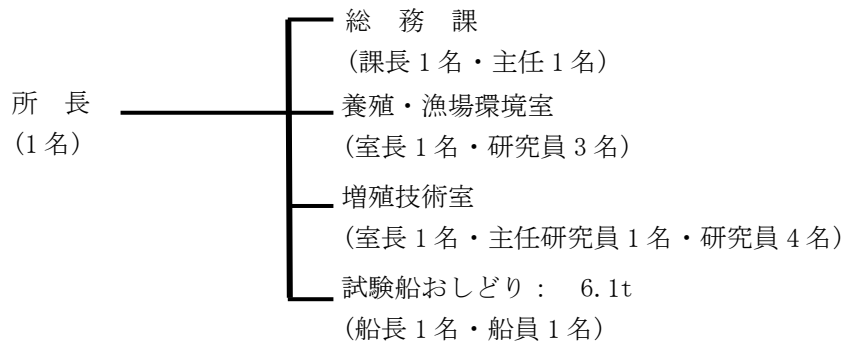 総　務　課
(課長 1 名・主任 1 名)
所　長
(1 名)
養殖・漁場環境室
(室長 1 名・研究員 3 名)
増殖技術室
(室長 1 名・主任研究員 1 名・研究員 4 名)
試験船おしどり：　6.1t
(船長 1 名・船員 1 名)